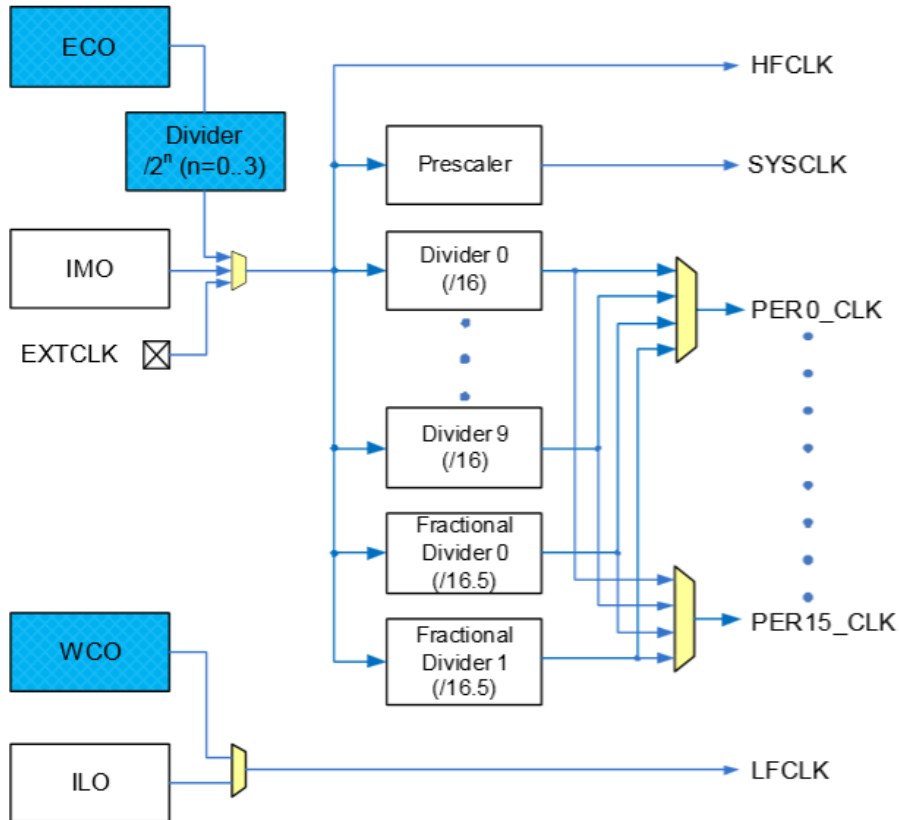 ECO
HFCLK
Divider
/2ⁿ (n=0..3)
Prescaler
SYSCLK
IMO
Divider 0
(/16)
PER0_CLK
EXTCLK
Divider 9
(/16)
Fractional
Divider 0
(/16.5)
WCO
Fractional
Divider 1
(/16.5)
PER15_CLK
ILO
LFCLK